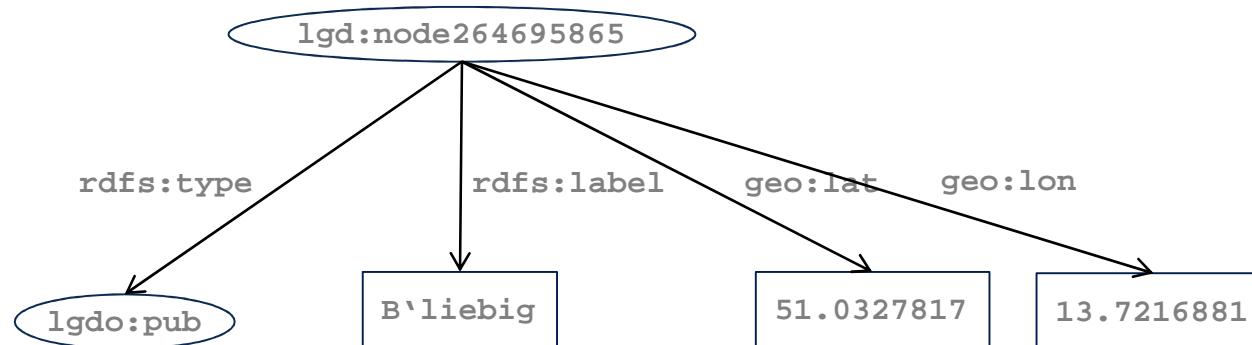 lgd:node264695865
rdfs:type
rdfs:label
geo:lat
geo:lon
lgdo:pub
B‘liebig
51.0327817
13.7216881